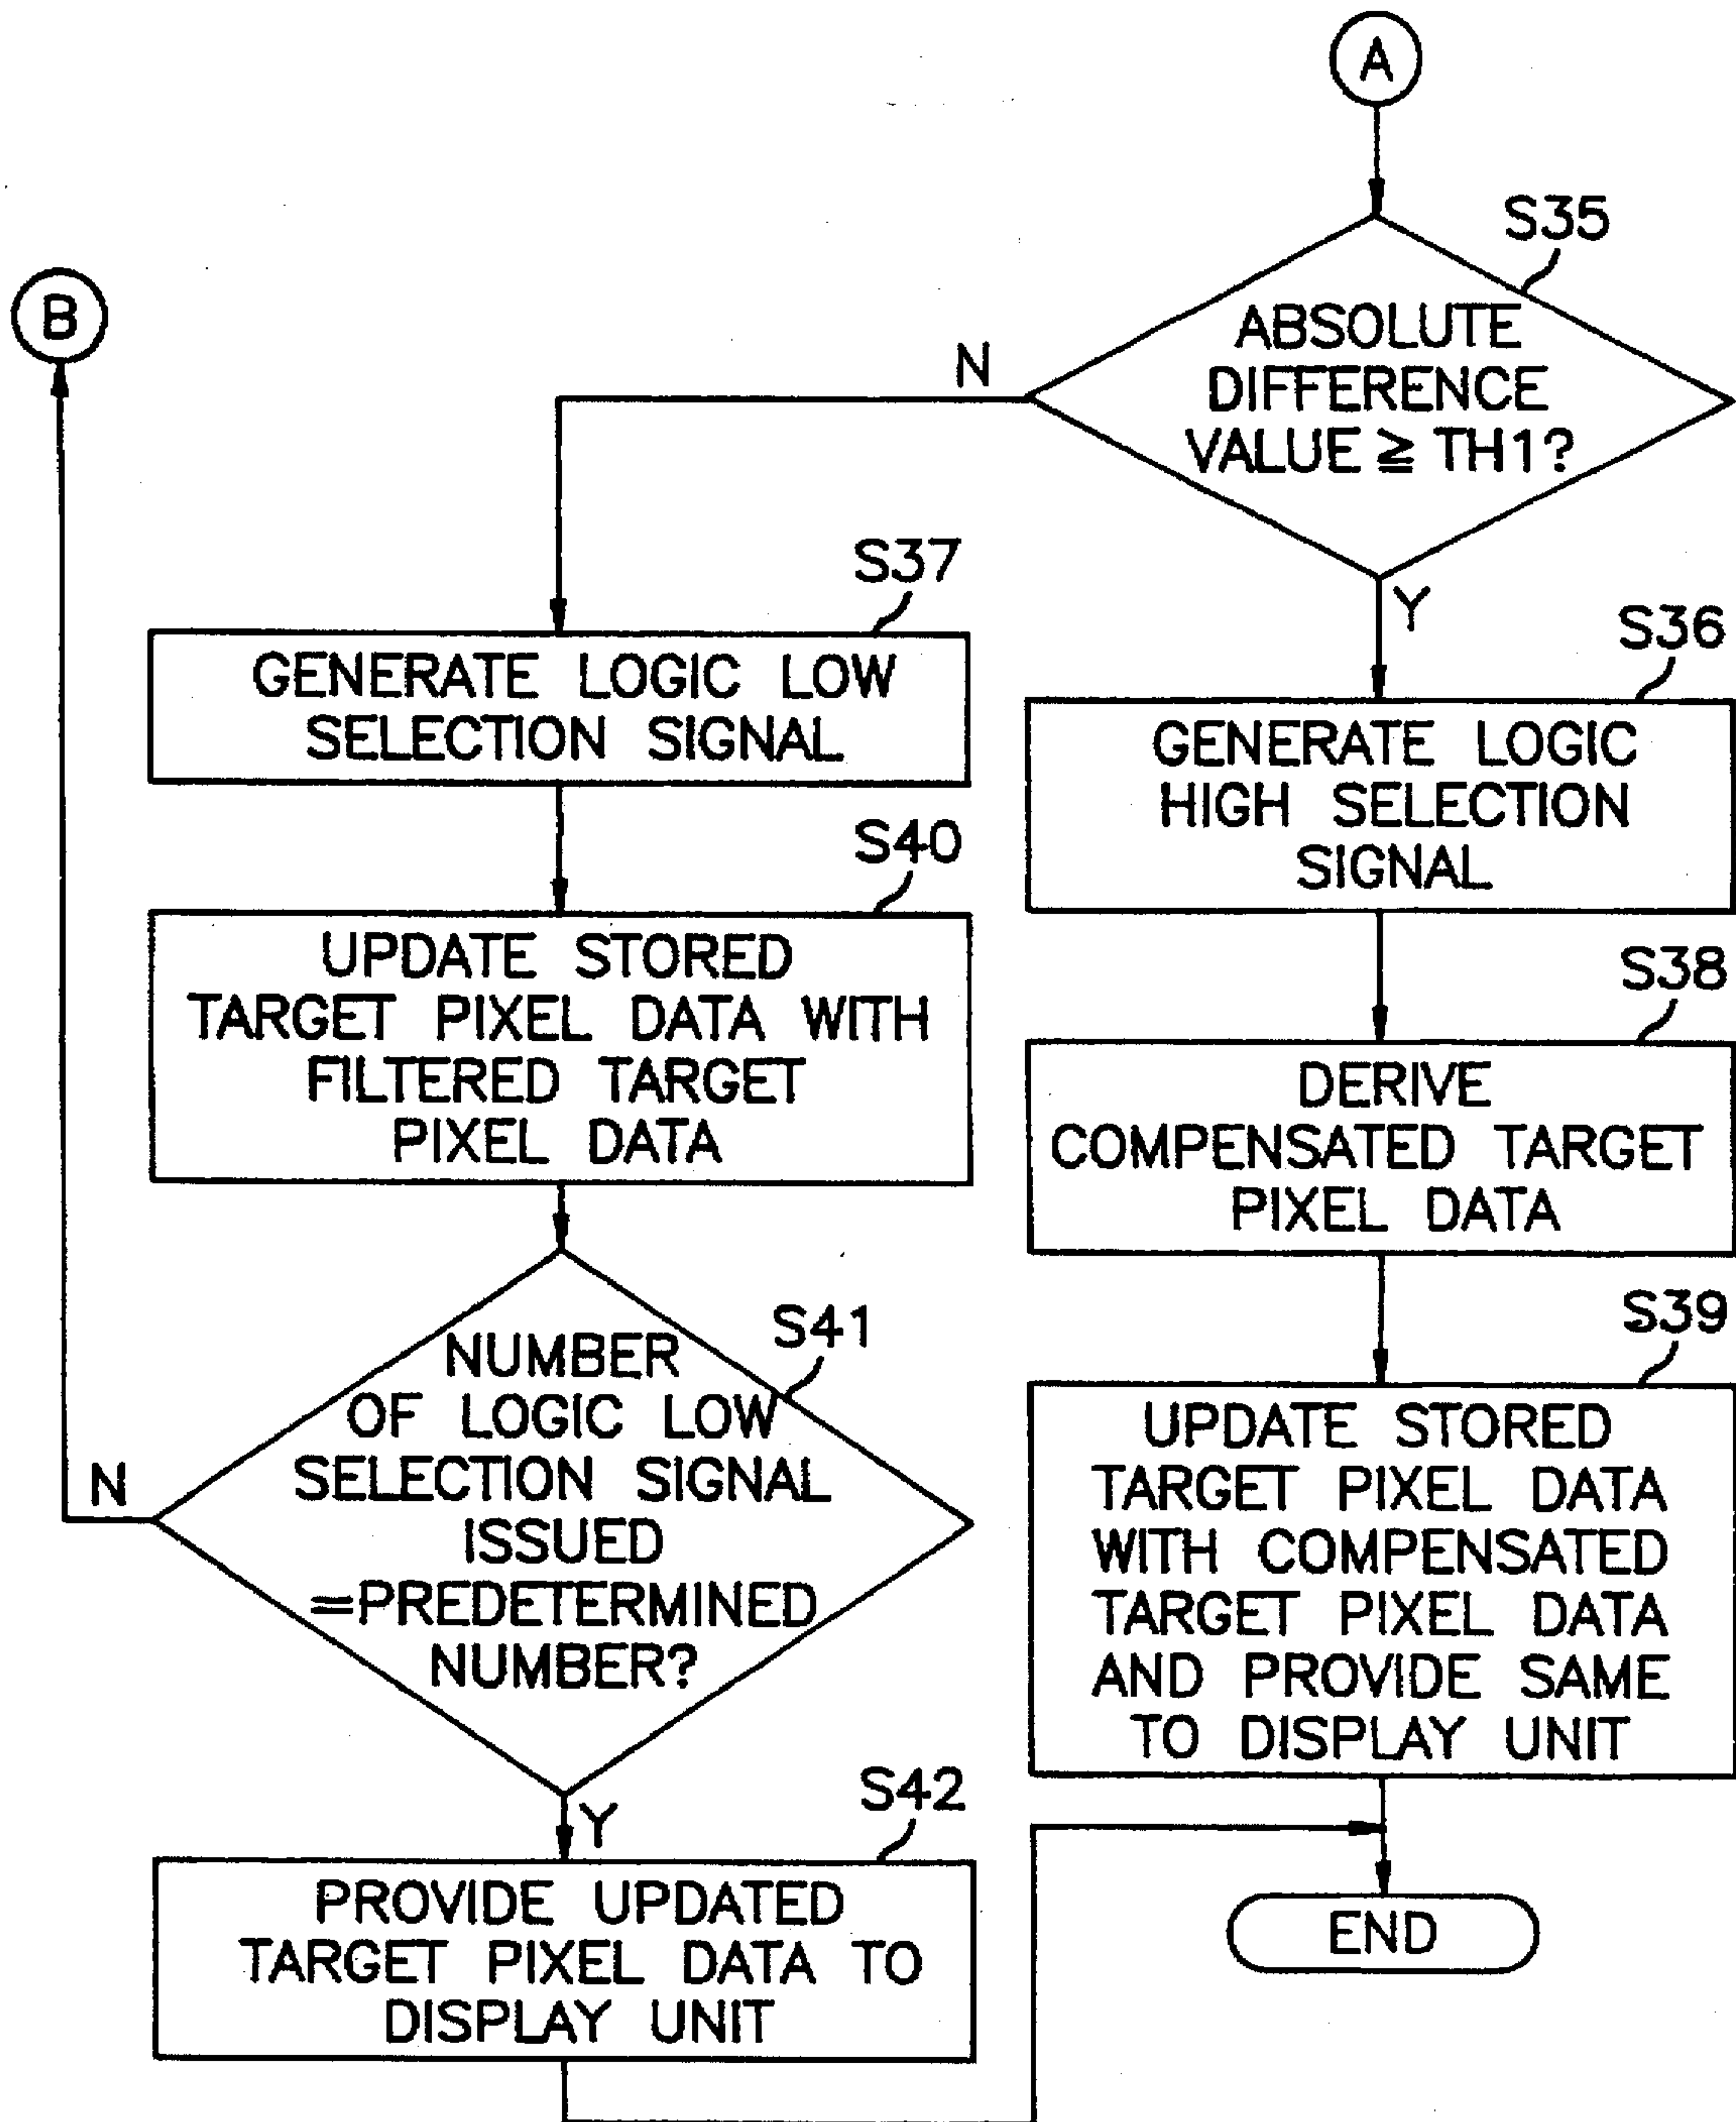 A
S35
ABSOLUTE
DIFFERENCE
VALUE ≧ TH1?
N
Y
B
S37
GENERATE LOGIC LOW
SELECTION SIGNAL
S36
GENERATE LOGIC
HIGH SELECTION
SIGNAL
S40
UPDATE STORED
TARGET PIXEL DATA WITH
FILTERED TARGET
PIXEL DATA
S38
DERIVE
COMPENSATED TARGET
PIXEL DATA
S41
NUMBER
OF LOGIC LOW
SELECTION SIGNAL
ISSUED
=PREDETERMINED
NUMBER?
N
Y
S39
UPDATE STORED
TARGET PIXEL DATA
WITH COMPENSATED
TARGET PIXEL DATA
AND PROVIDE SAME
TO DISPLAY UNIT
S42
PROVIDE UPDATED
TARGET PIXEL DATA TO
DISPLAY UNIT
END